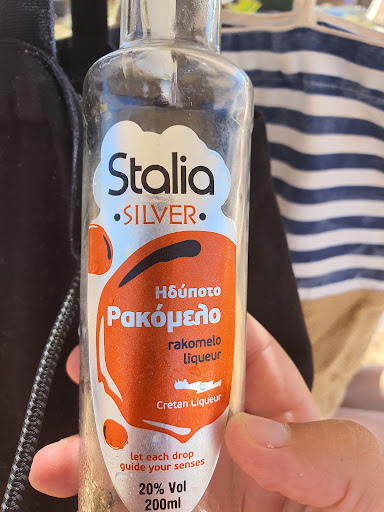 Stalia
• SILVER •
Ηδύποτο
Ρακόμελο
rakomelo
liqueur
Cretan Liqueur
let each drop
guide your senses
20% Vol
200ml